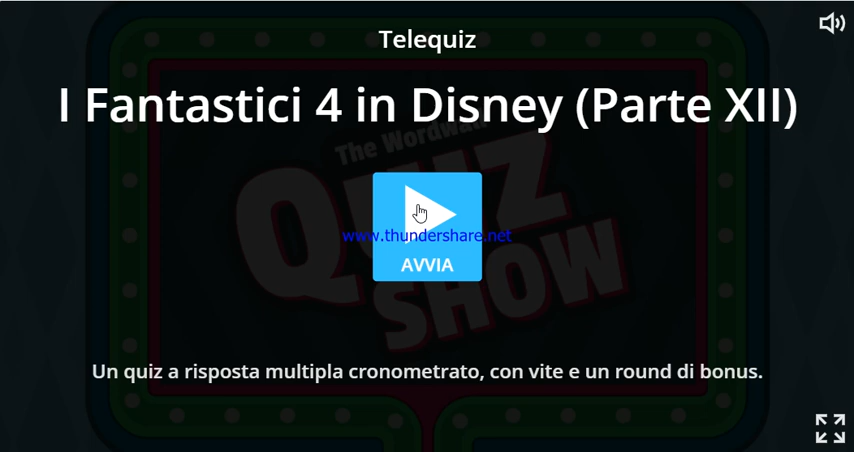 Telequiz
I Fantastici 4 in Disney (Parte XII)
The Wordwall
QUIZ
www.thundershare.net
AVVIA
SHOW
Un quiz a risposta multipla cronometrato, con vite e un round di bonus.